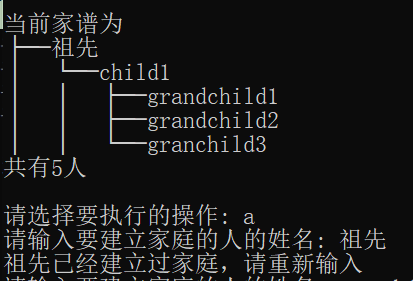 当前家谱为
├──祖先
│   └──child1
│   │   ├──grandchild1
│   │   ├──grandchild2
│   │   └──granchild3
共有5人
请选择要执行的操作: a
请输入要建立家庭的人的姓名: 祖先
祖先已经建立过家庭，请重新输入